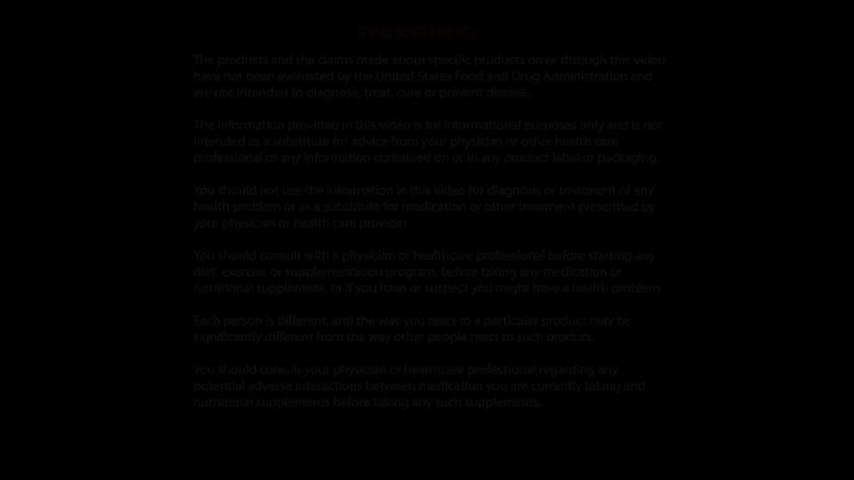 WARNING:
The products and the claims made about specific products on or through this video
have not been evaluated by the United States Food and Drug Administration and
are not intended to diagnose, treat, cure or prevent disease.
The information provided in this video is for informational purposes only and is not
intended as a substitute for advice from your physician or other health care
professional or any information contained on or in any product label or packaging.
You should not use the information in this video for diagnosis or treatment of any
health problem or as a substitute for medication or other treatment prescribed by
your physician or health care provider.
You should consult with a physician or healthcare professional before starting any
diet, exercise or supplementation program, before taking any medication or
nutritional supplement, or if you have or suspect you might have a health problem.
Each person is different, and the way you react to a particular product may be
significantly different from the way other people react to such product.
You should consult your physician or healthcare professional regarding any
potential adverse interactions between medication you are currently taking and
nutritional supplements before taking any such supplements.